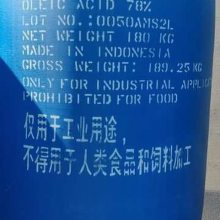 OLEIC ACID 78%
LOT NO.:0050AMS2L
NET WEIGHT 180 KG
MADE IN INDONESIA
GROSS WEIGHT: 189.25 KG
ONLY FOR INDUSTRIAL APPLIC
PROHIBITED FOR FOOD
仅用于工业用途，
不得用于人类食品和饲料加工